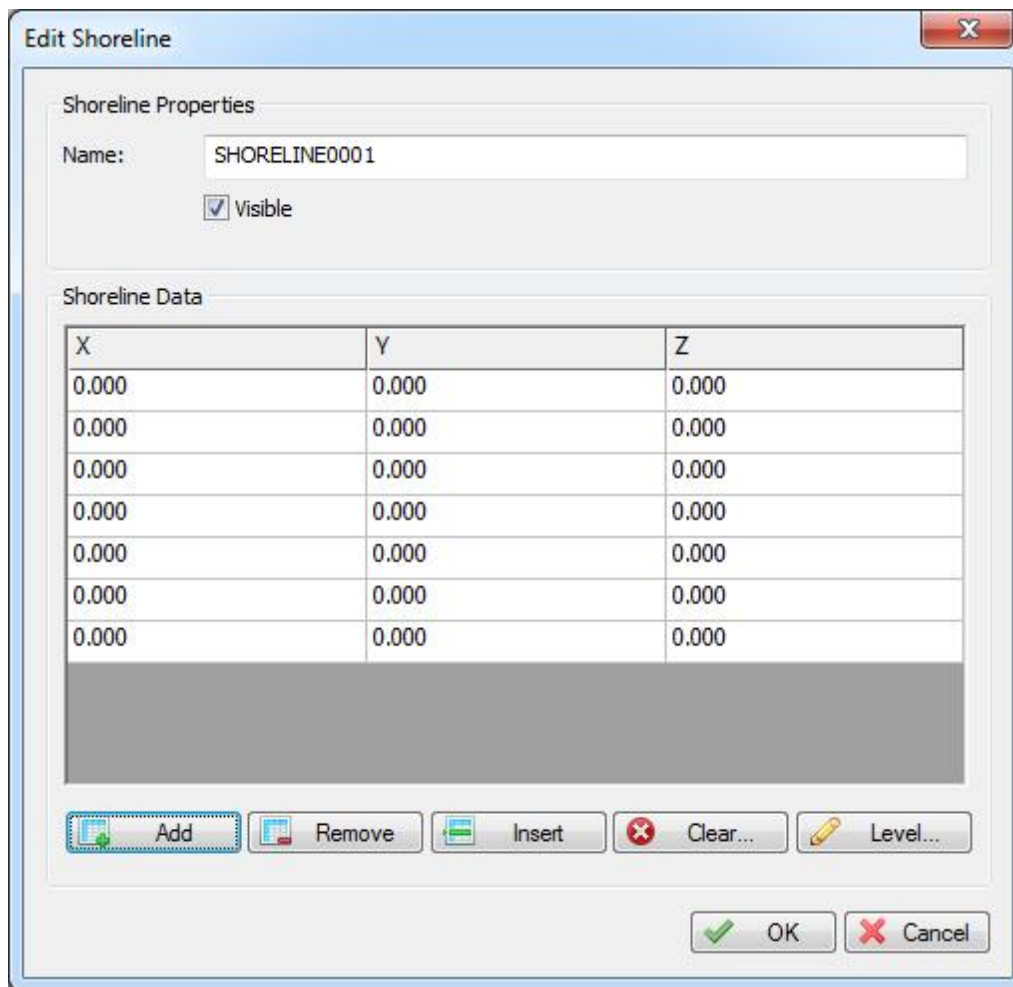 Edit Shoreline
Shoreline Properties
Name: SHORELINE0001
Visible
Shoreline Data
X Y Z
0.000 0.000 0.000
0.000 0.000 0.000
0.000 0.000 0.000
0.000 0.000 0.000
0.000 0.000 0.000
0.000 0.000 0.000
0.000 0.000 0.000
Add Remove Insert Clear... Level...
OK Cancel